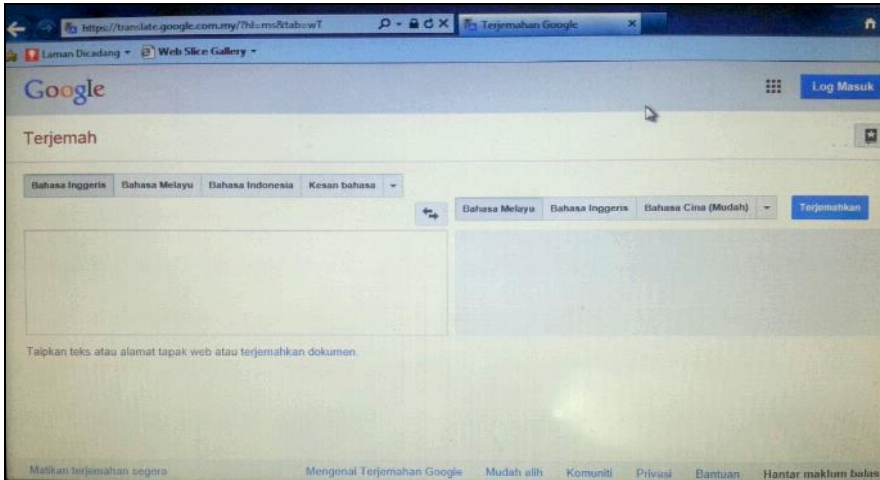 https://translate.google.com.my/?hl=ms&tab=wT
Terjemahan Google
Laman Dicadang
Web Slice Gallery
Google
Log Masuk
Terjemah
Bahasa Inggeris Bahasa Melayu Bahasa Indonesia Kesan bahasa
Bahasa Melayu Bahasa Inggeris Bahasa Cina (Mudah) Terjemahkan
Taipkan teks atau alamat tapak web atau terjemahkan dokumen.
Matikan terjemahan segera Mengenai Terjemahan Google Mudah alih Komuniti Privasi Bantuan Hantar maklum balas